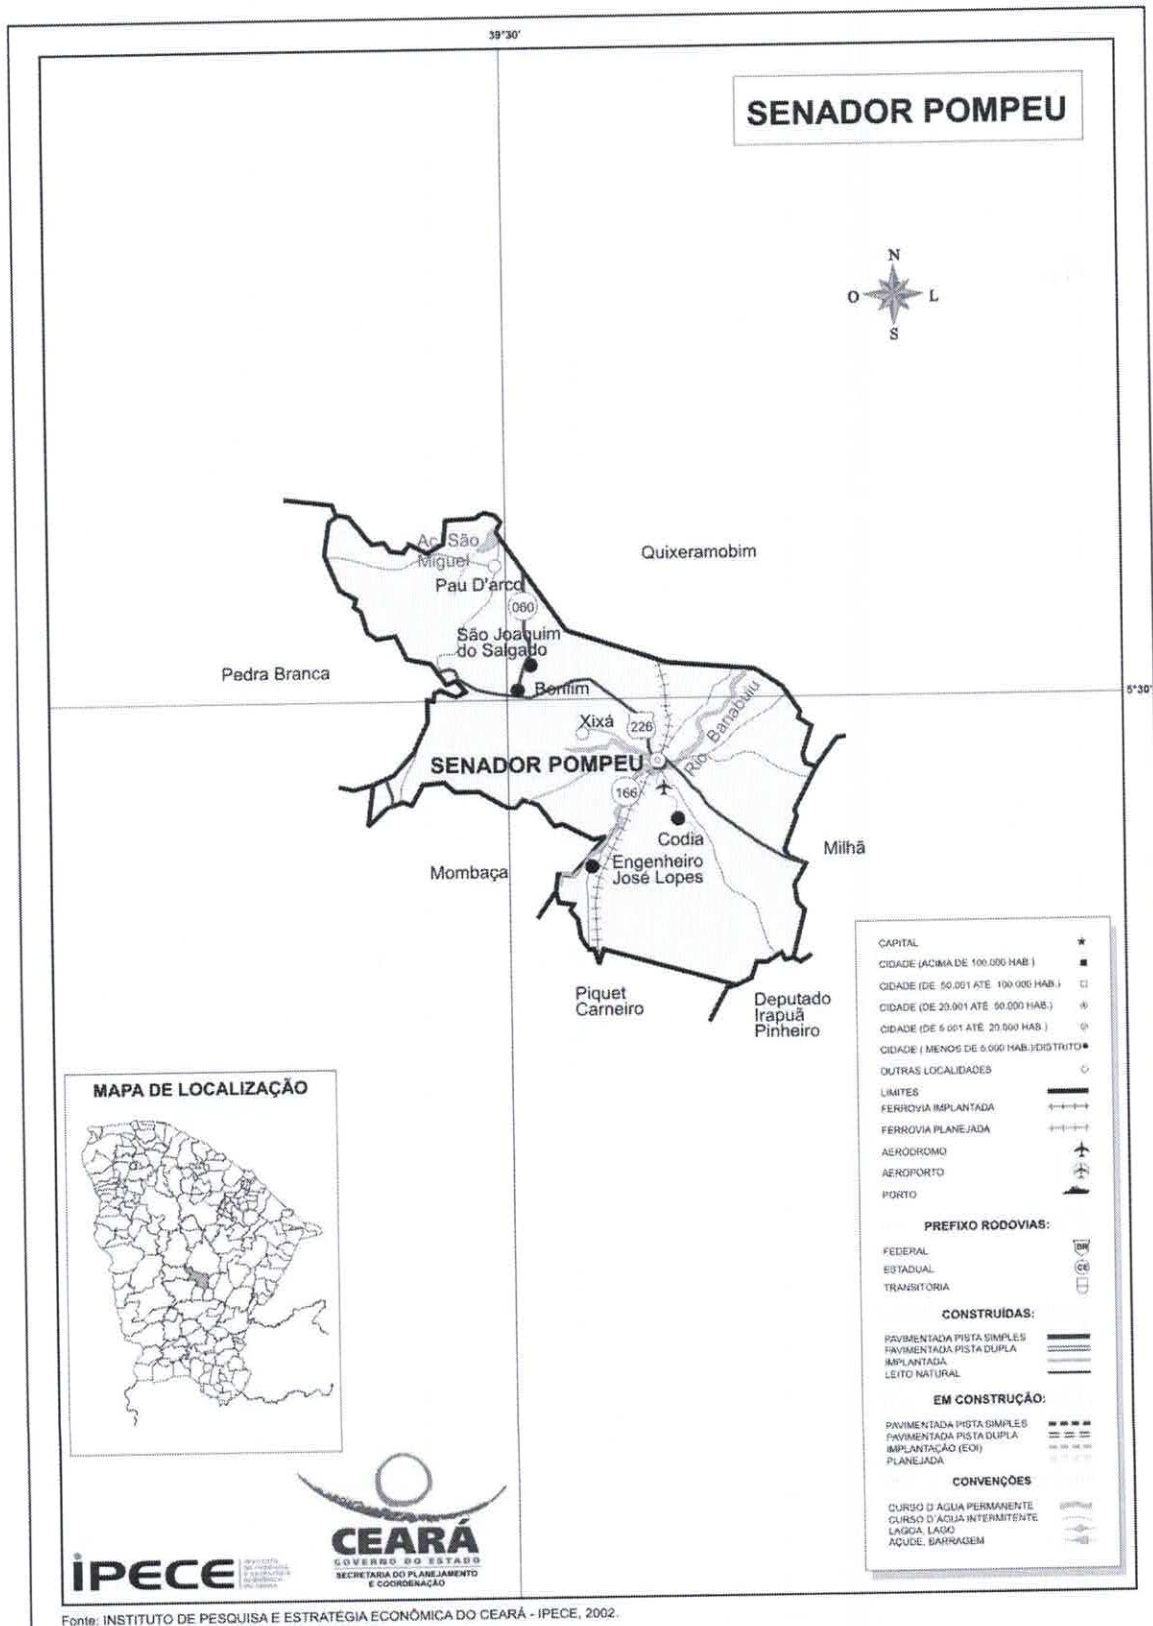 39°30'
SENADOR POMPEU
N
O
L
S
Quixeramobim
Aç. São
Miguel
Pau D'arco
060
São Joaquim
do Salgado
Pedra Branca
Bonfim
5°30'
Xixá
226
Rio Banabuiu
SENADOR POMPEU
166
Codia
Milhã
Engenheiro
José Lopes
Mombaça
Piquet
Carneiro
Deputado
Irapuã
Pinheiro
CAPITAL
CIDADE (ACIMA DE 100.000 HAB.)
CIDADE (DE 50.001 ATÉ 100.000 HAB.)
CIDADE (DE 20.001 ATÉ 50.000 HAB.)
CIDADE (DE 5.001 ATÉ 20.000 HAB.)
CIDADE ( MENOS DE 5.000 HAB.)/DISTRITO
OUTRAS LOCALIDADES
LIMITES
FERROVIA IMPLANTADA
FERROVIA PLANEJADA
AERÓDROMO
AEROPORTO
PORTO
PREFIXO RODOVIAS:
FEDERAL BR
ESTADUAL CE
TRANSITÓRIA
CONSTRUÍDAS:
PAVIMENTADA PISTA SIMPLES
PAVIMENTADA PISTA DUPLA
IMPLANTADA
LEITO NATURAL
EM CONSTRUÇÃO:
PAVIMENTADA PISTA SIMPLES
PAVIMENTADA PISTA DUPLA
IMPLANTAÇÃO (EOI)
PLANEJADA
CONVENÇÕES
CURSO D'ÁGUA PERMANENTE
CURSO D'ÁGUA INTERMITENTE
LAGOA, LAGO
AÇUDE, BARRAGEM
MAPA DE LOCALIZAÇÃO
CEARÁ
GOVERNO DO ESTADO
SECRETARIA DO PLANEJAMENTO
E COORDENAÇÃO
IPECE
Fonte: INSTITUTO DE PESQUISA E ESTRATÉGIA ECONÔMICA DO CEARÁ - IPECE, 2002.